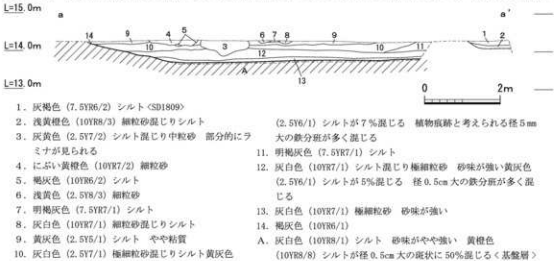 L=15.0m
a
a'
14
9
10
4
5
3
6
7
8
9
10
11
1
2
L=14.0m
12
A
13
L=13.0m
0
2m
1. 灰褐色 (7.5YR6/2) シルト<SD1809>
2. 浅黄橙色 (10YR8/3) 細粒砂混じりシルト
3. 灰黄色 (2.5Y7/2) シルト混じり中粒砂 部分的にラ
ミナが見られる
4. にぶい黄橙色 (10YR7/2) 細粒砂
5. 褐灰色 (10YR6/2) シルト
6. 浅黄色 (2.5Y8/3) 細粒砂
7. 明褐灰色 (7.5YR7/1) シルト
8. 灰白色 (10YR7/1) 細粒砂混じりシルト
9. 黄灰色 (2.5Y5/1) シルト やや粘質
10. 灰白色 (2.5Y7/1) 極細粒砂混じりシルト黄灰色
(2.5Y6/1) シルトが7%混じる 植物痕跡と考えられる径5mm
大の鉄分斑が多く混じる
11. 明褐灰色 (7.5YR7/1) シルト
12. 灰白色 (10YR7/1) シルト混じり極細粒砂 砂味が強い黄灰色
(2.5Y6/1) シルトが5%混じる 径0.5cm大の鉄分斑が多く混
じる
13. 灰白色 (10YR7/1) 極細粒砂 砂味が強い
14. 褐灰色 (10YR6/1)
A. 灰白色 (10YR8/1) シルト 砂味がやや強い 黄橙色
(10YR8/8) シルトが径0.5cm大の斑状に50%混じる<基盤層>